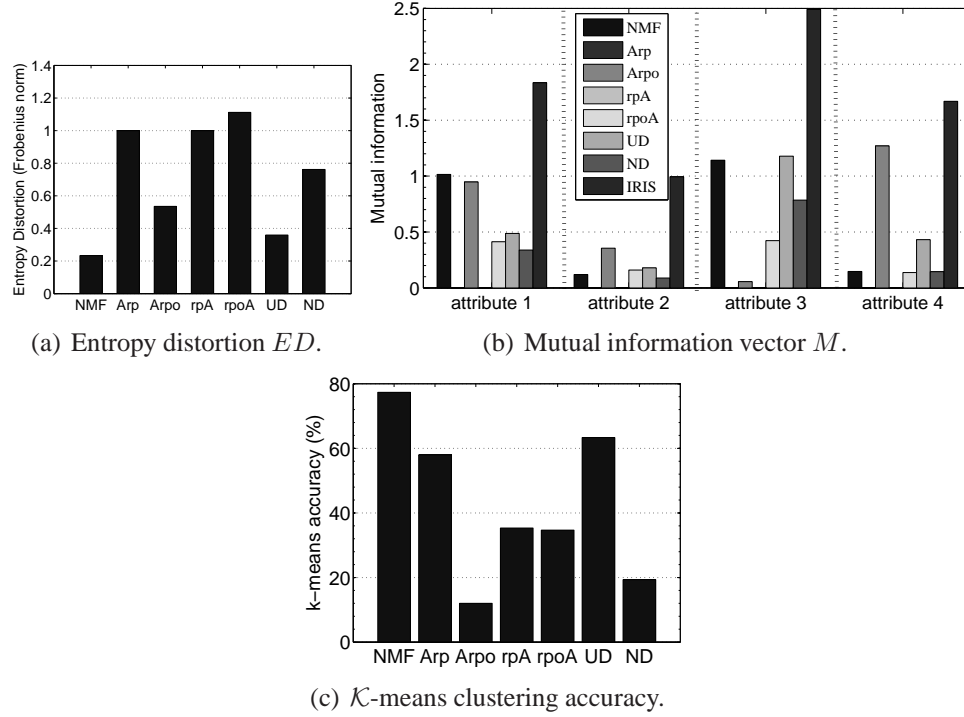 Entropy Distortion (Frobenius norm)
1.4
1.2
1
0.8
0.6
0.4
0.2
0
NMF Arp Arpo rpA rpoA UD ND
(a) Entropy distortion ED.
Mutual information
2.5
2
1.5
1
0.5
0
NMF
Arp
Arpo
rpA
rpoA
UD
ND
IRIS
attribute 1 attribute 2 attribute 3 attribute 4
(b) Mutual information vector M.
k−means accuracy (%)
80
60
40
20
0
NMF Arp Arpo rpA rpoA UD ND
(c) 𝒦-means clustering accuracy.